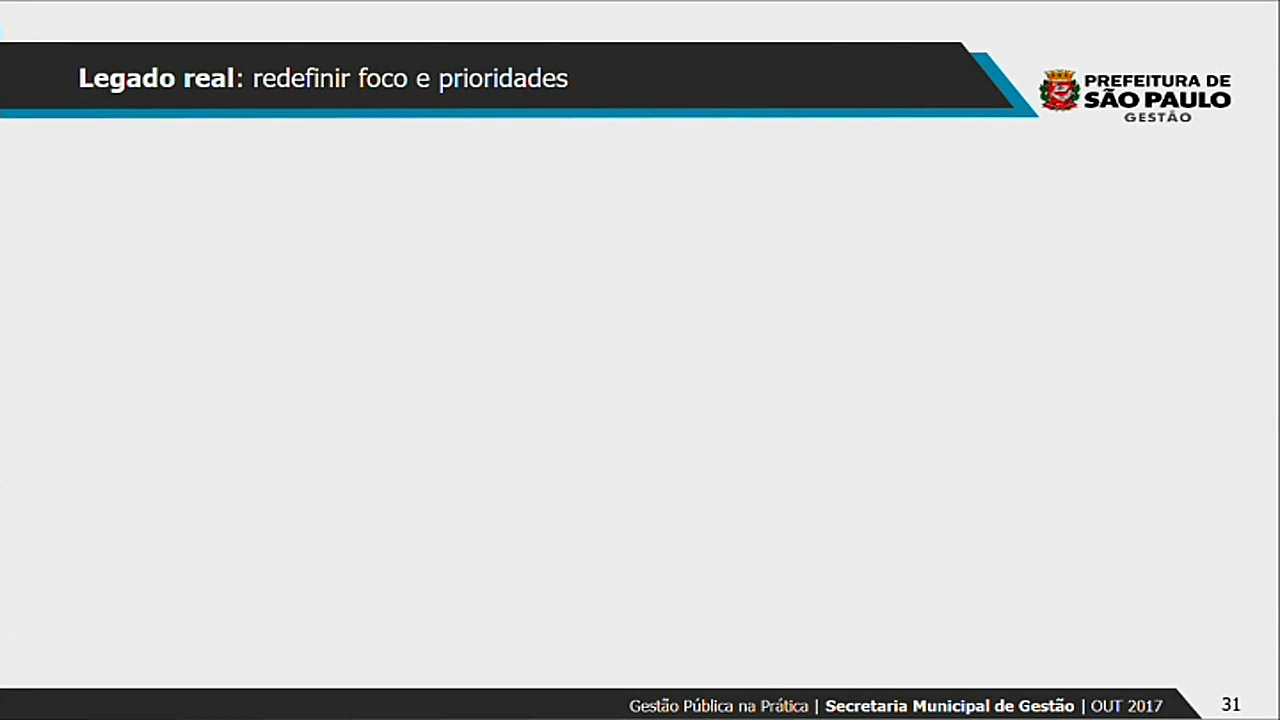 Legado real: redefinir foco e prioridades
PREFEITURA DE
SÃO PAULO
GESTÃO
Gestão Pública na Prática | Secretaria Municipal de Gestão | OUT 2017
31